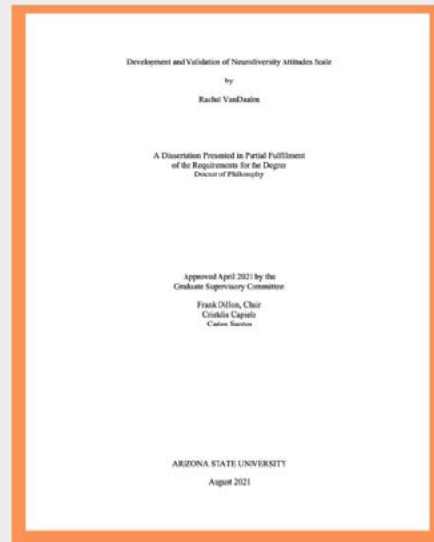 Development and Validation of Neurodiversity Attitudes Scale
by
Rachel VanDaalen
A Dissertation Presented in Partial Fulfillment
of the Requirements for the Degree
Doctor of Philosophy
Approved April 2021 by the
Graduate Supervisory Committee:
Frank Dillon, Chair
Cristalís Capielo
Carlos Santos
ARIZONA STATE UNIVERSITY
August 2021